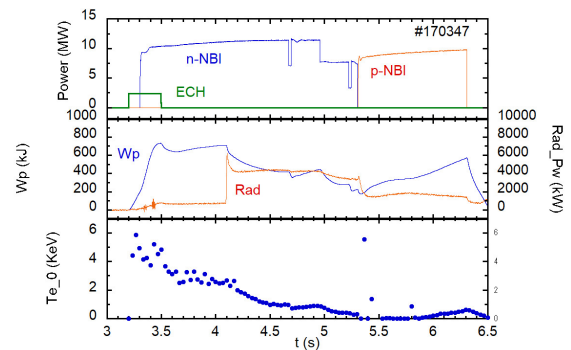 #170347
15
10
5
0
Power (MW)
n-NBI
p-NBI
ECH
1000
800
600
400
200
0
Wp (kJ)
Wp
Rad
10000
8000
6000
4000
2000
0
Rad_Pw (kW)
6
4
2
0
Te_0 (KeV)
6
4
2
0
3 3.5 4 4.5 5 5.5 6 6.5
t (s)